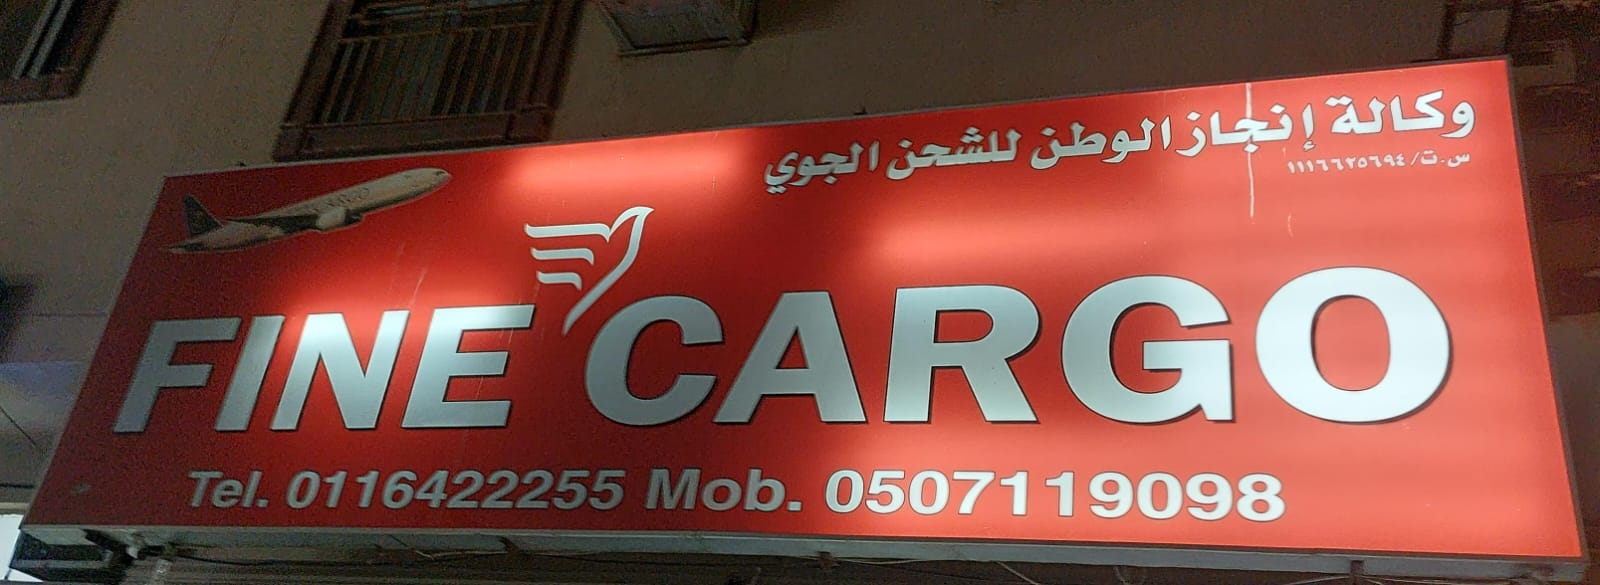 وكالة إنجاز الوطن للشحن الجوي
س.ت/١١١٦٦٢٥٦٩٤
FINE CARGO
Tel. 0116422255 Mob. 0507119098